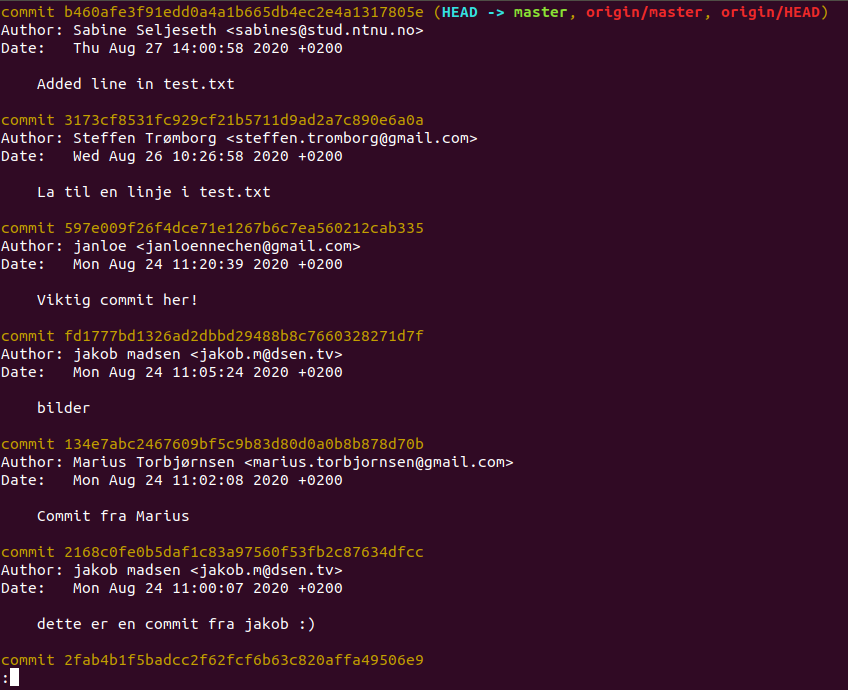 commit b460afe3f91edd0a4a1b665db4ec2e4a1317805e (HEAD -> master, origin/master, origin/HEAD)
Author: Sabine Seljeseth <sabines@stud.ntnu.no>
Date:   Thu Aug 27 14:00:58 2020 +0200
    Added line in test.txt
commit 3173cf8531fc929cf21b5711d9ad2a7c890e6a0a
Author: Steffen Trømborg <steffen.tromborg@gmail.com>
Date:   Wed Aug 26 10:26:58 2020 +0200
    La til en linje i test.txt
commit 597e009f26f4dce71e1267b6c7ea560212cab335
Author: janloe <janloennechen@gmail.com>
Date:   Mon Aug 24 11:20:39 2020 +0200
    Viktig commit her!
commit fd1777bd1326ad2dbbd29488b8c7660328271d7f
Author: jakob madsen <jakob.m@dsen.tv>
Date:   Mon Aug 24 11:05:24 2020 +0200
    bilder
commit 134e7abc2467609bf5c9b83d80d0a0b8b878d70b
Author: Marius Torbjørnsen <marius.torbjornsen@gmail.com>
Date:   Mon Aug 24 11:02:08 2020 +0200
    Commit fra Marius
commit 2168c0fe0b5daf1c83a97560f53fb2c87634dfcc
Author: jakob madsen <jakob.m@dsen.tv>
Date:   Mon Aug 24 11:00:07 2020 +0200
    dette er en commit fra jakob :)
commit 2fab4b1f5badcc2f62fcf6b63c820affa49506e9
: